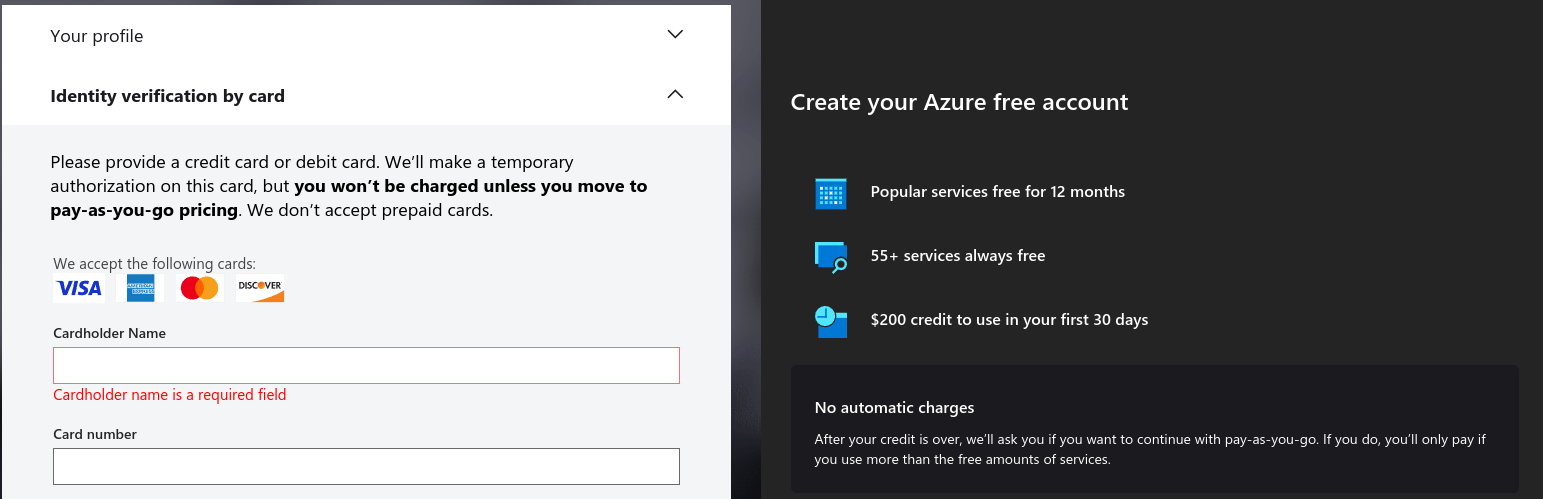 Your profile
Identity verification by card
Please provide a credit card or debit card. We’ll make a temporary
authorization on this card, but you won’t be charged unless you move to
pay-as-you-go pricing. We don’t accept prepaid cards.
We accept the following cards:
VISA AMERICAN EXPRESS DISCOVER
Cardholder Name
Cardholder name is a required field
Card number
Create your Azure free account
Popular services free for 12 months
55+ services always free
$200 credit to use in your first 30 days
No automatic charges
After your credit is over, we’ll ask you if you want to continue with pay-as-you-go. If you do, you’ll only pay if
you use more than the free amounts of services.